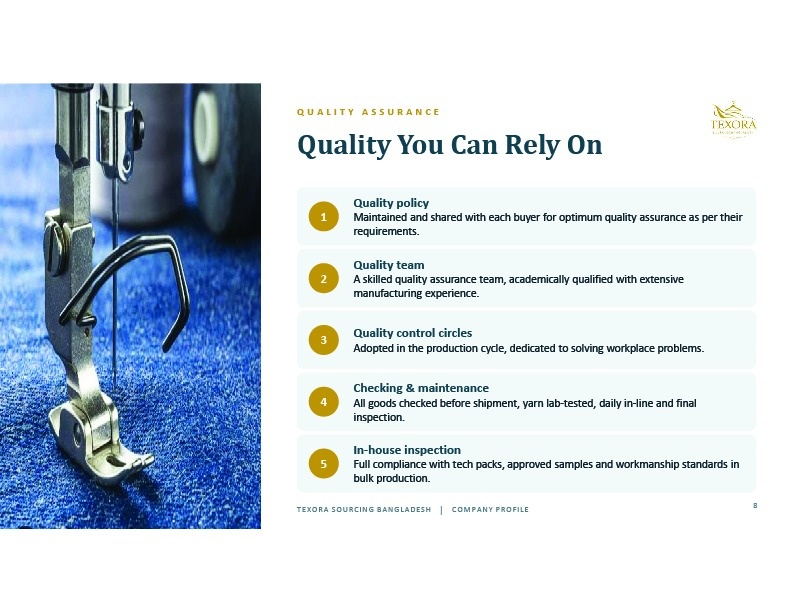 QUALITY ASSURANCE
TEXORA
Quality You Can Rely On
1
Quality policy
Maintained and shared with each buyer for optimum quality assurance as per their
requirements.
2
Quality team
A skilled quality assurance team, academically qualified with extensive
manufacturing experience.
3
Quality control circles
Adopted in the production cycle, dedicated to solving workplace problems.
4
Checking & maintenance
All goods checked before shipment, yarn lab-tested, daily in-line and final
inspection.
5
In-house inspection
Full compliance with tech packs, approved samples and workmanship standards in
bulk production.
TEXORA SOURCING BANGLADESH | COMPANY PROFILE
8